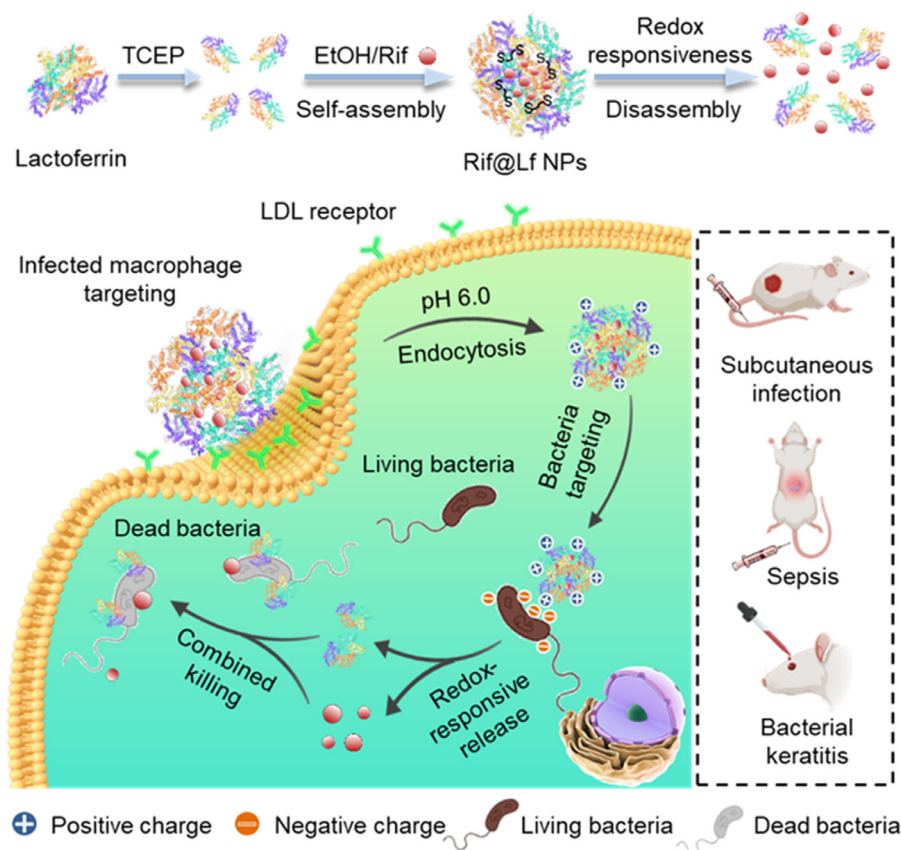 TCEP
EtOH/Rif
Self-assembly
Redox
responsiveness
Disassembly
Lactoferrin
S
S
S
S
S
S
Rif@Lf NPs
LDL receptor
Infected macrophage
targeting
pH 6.0
Endocytosis
Bacteria
targeting
Living bacteria
Dead bacteria
Combined
killing
Redox-
responsive
release
Subcutaneous
infection
Sepsis
Bacterial
keratitis
Positive charge
Negative charge
Living bacteria
Dead bacteria